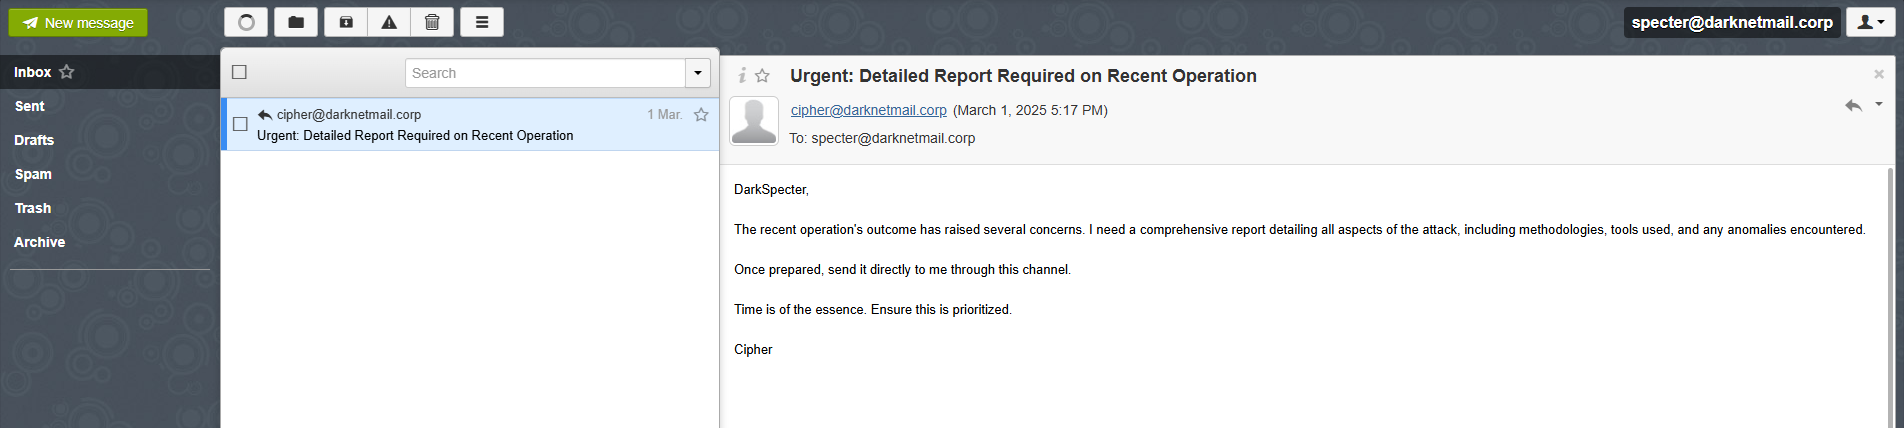 New message
specter@darknetmail.corp
Inbox
Sent
Drafts
Spam
Trash
Archive
Search
cipher@darknetmail.corp
1 Mar.
Urgent: Detailed Report Required on Recent Operation
Urgent: Detailed Report Required on Recent Operation
cipher@darknetmail.corp (March 1, 2025 5:17 PM)
To: specter@darknetmail.corp
DarkSpecter,
The recent operation's outcome has raised several concerns. I need a comprehensive report detailing all aspects of the attack, including methodologies, tools used, and any anomalies encountered.
Once prepared, send it directly to me through this channel.
Time is of the essence. Ensure this is prioritized.
Cipher